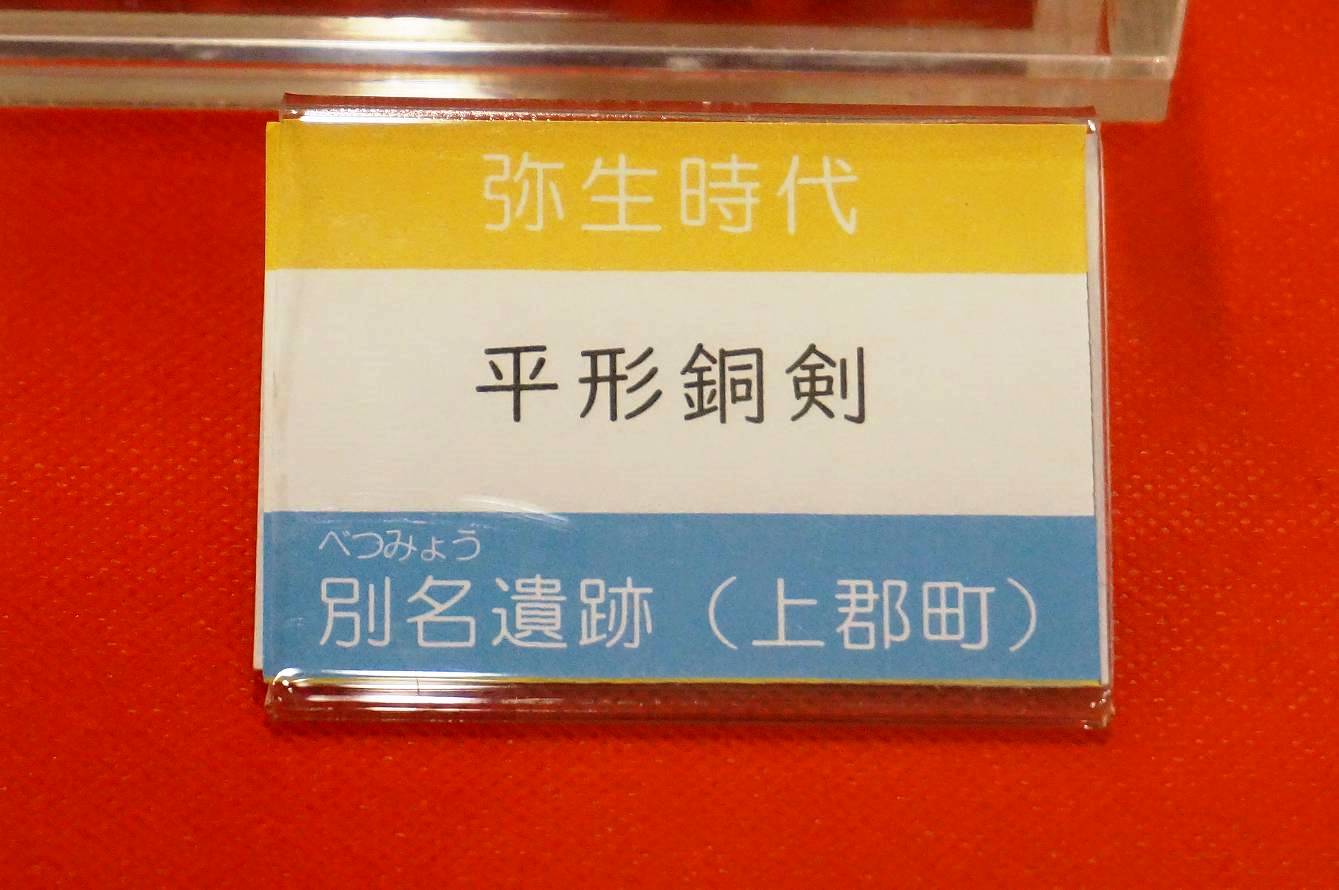 弥生時代
平形銅剣
べつみょう
別名遺跡（上郡町）